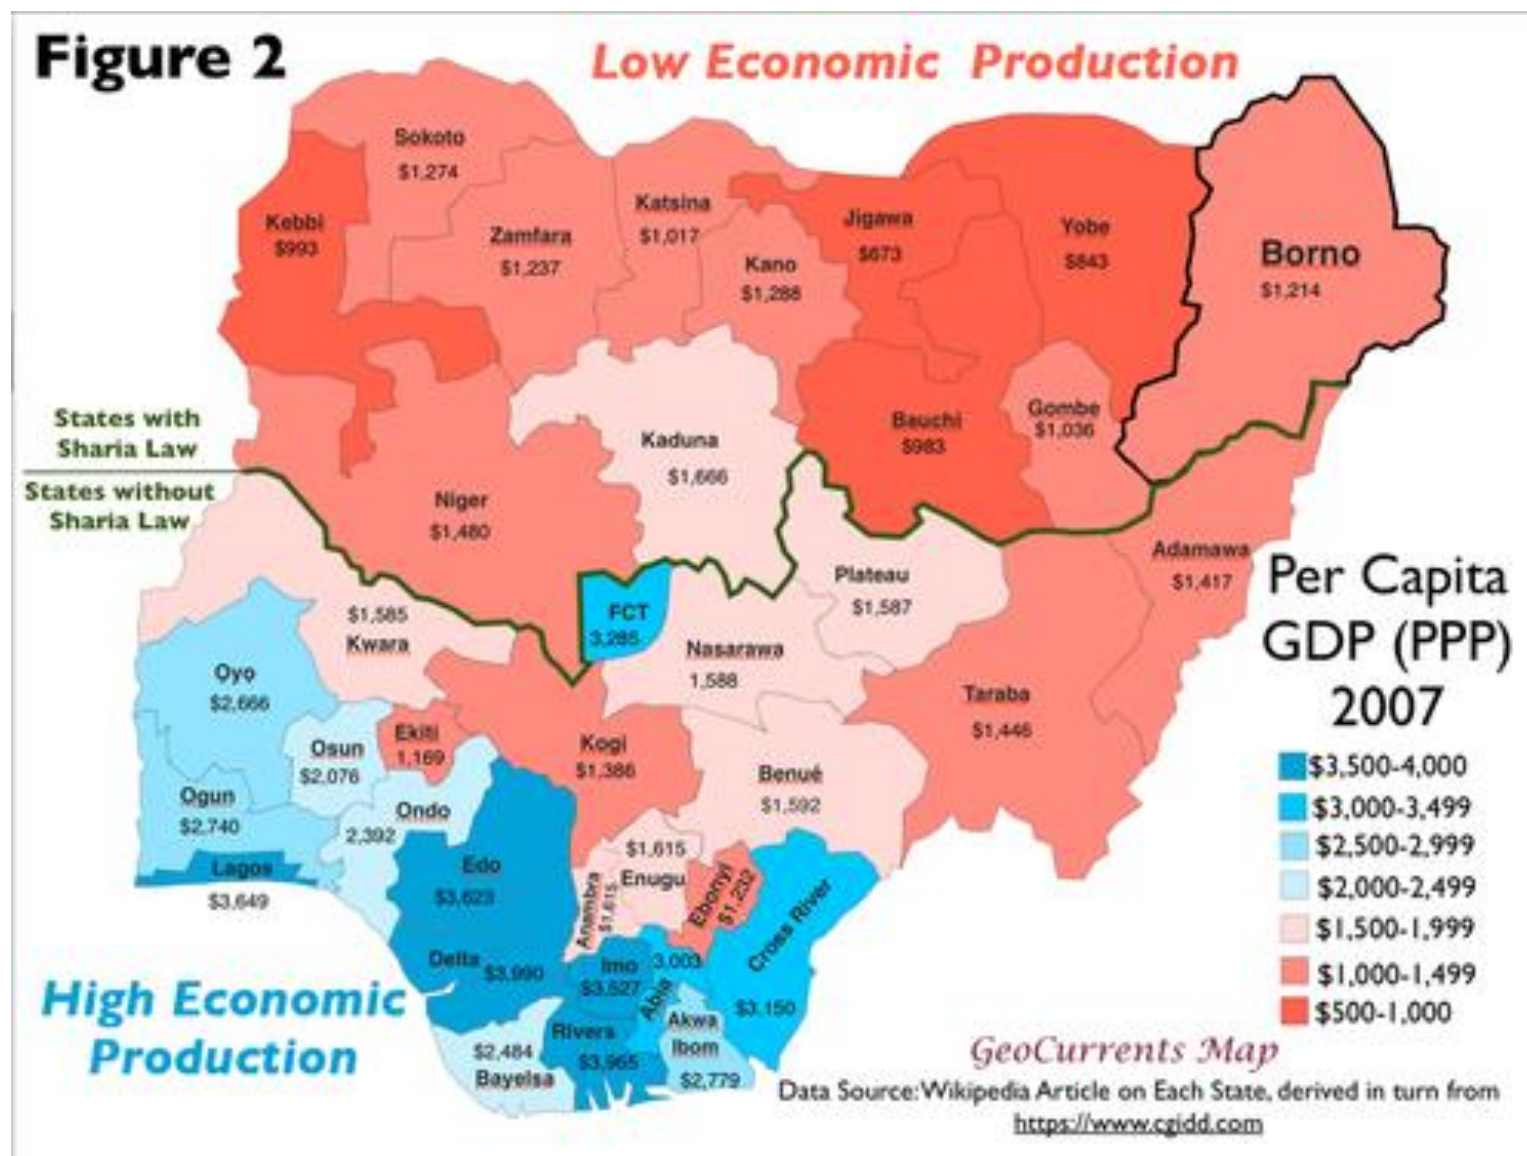 Figure 2
Low Economic Production
Sokoto
$1,274
Kebbi
$993
Zamfara
$1,237
Katsina
$1,017
Kano
$1,288
Jigawa
$673
Yobe
$843
Borno
$1,214
States with
Sharia Law
States without
Sharia Law
Niger
$1,480
Kaduna
$1,666
Bauchi
$983
Gombe
$1,036
Adamawa
$1,417
Plateau
$1,587
FCT
3,285
Nasarawa
1,588
$1,585
Kwara
Oyo
$2,666
Taraba
$1,446
Osun
$2,076
Ekiti
1,169
Kogi
$1,386
Benué
$1,592
Ogun
$2,740
Ondo
2,392
Lagos
$3,649
Edo
$3,623
$1,615
Enugu
Anambra
$1,615
Ebonyi
$1,232
Cross River
$3,150
Delta
$3,990
Imo
$3,527
3,003
Abia
Rivers
$3,965
Akwa
Ibom
$2,779
$2,484
Bayelsa
High Economic
Production
Per Capita
GDP (PPP)
2007
$3,500-4,000
$3,000-3,499
$2,500-2,999
$2,000-2,499
$1,500-1,999
$1,000-1,499
$500-1,000
GeoCurrents Map
Data Source: Wikipedia Article on Each State, derived in turn from
https://www.cgidd.com